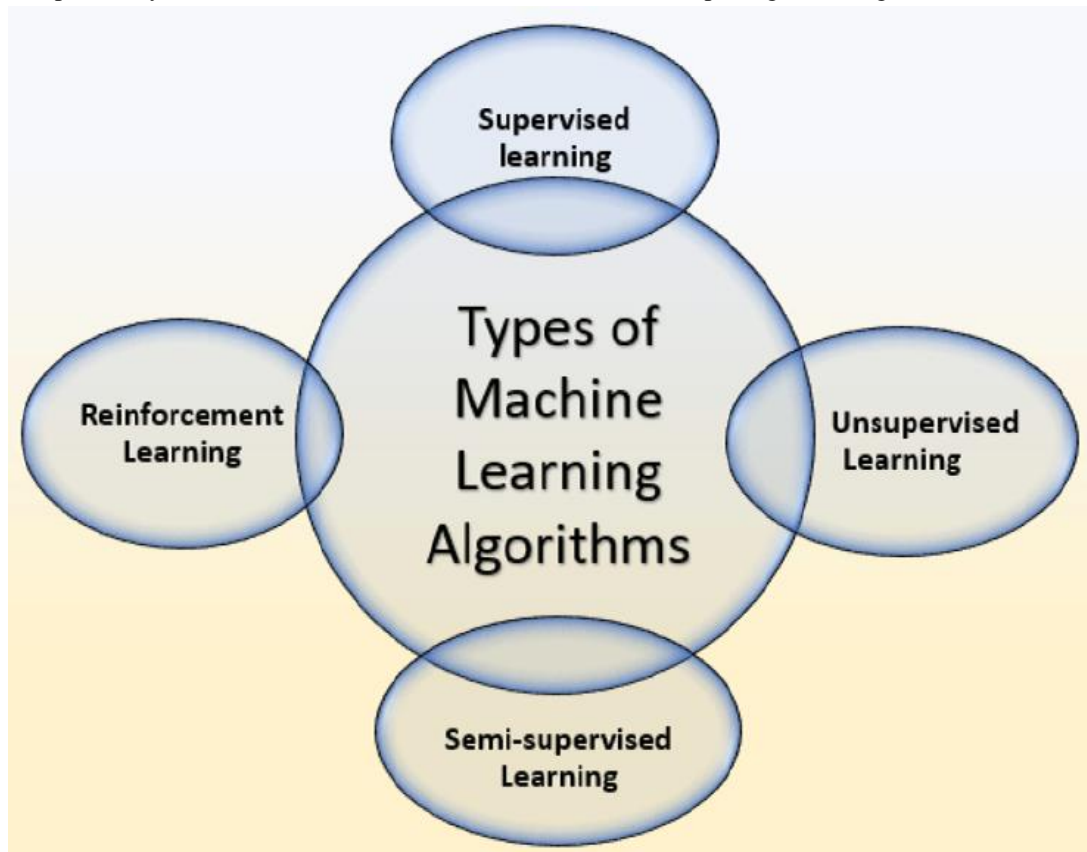 Supervised
learning
Types of
Machine
Learning
Algorithms
Reinforcement
Learning
Unsupervised
Learning
Semi-supervised
Learning